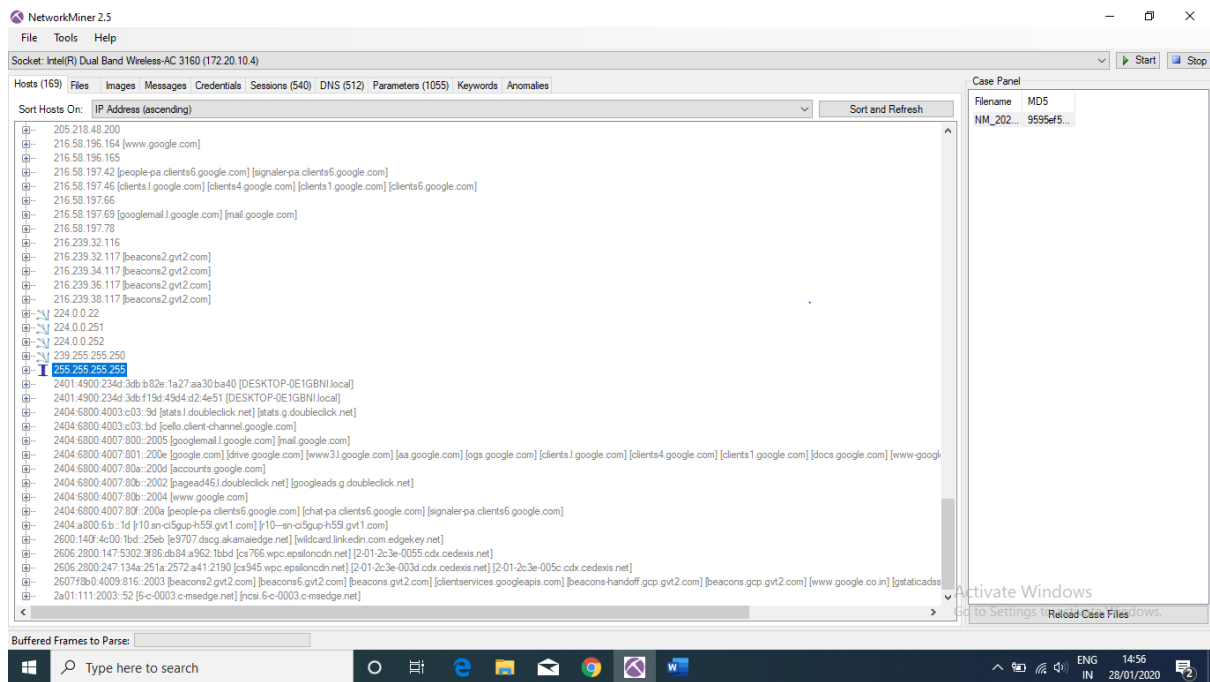 NetworkMiner 2.5
File Tools Help
Socket: Intel(R) Dual Band Wireless-AC 3160 (172.20.10.4)
Start Stop
Hosts (169) Files Images Messages Credentials Sessions (540) DNS (512) Parameters (1055) Keywords Anomalies
Sort Hosts On: IP Address (ascending) Sort and Refresh
205.218.48.200
216.58.196.164 [www.google.com]
216.58.196.165
216.58.197.42 [people-pa.clients6.google.com] [signaler-pa.clients6.google.com]
216.58.197.46 [clients.l.google.com] [clients4.google.com] [clients1.google.com] [clients6.google.com]
216.58.197.66
216.58.197.69 [googlemail.l.google.com] [mail.google.com]
216.58.197.78
216.239.32.116
216.239.32.117 [beacons2.gvt2.com]
216.239.34.117 [beacons2.gvt2.com]
216.239.36.117 [beacons2.gvt2.com]
216.239.38.117 [beacons2.gvt2.com]
224.0.0.22
224.0.0.251
224.0.0.252
239.255.255.250
255.255.255.255
2401:4900:234d:3db:b82e:1a27:aa30:ba40 [DESKTOP-0E1GBNI.local]
2401:4900:234d:3db:f19d:49d4:d2:4e51 [DESKTOP-0E1GBNI.local]
2404:6800:4003:c03::9d [stats.l.doubleclick.net] [stats.g.doubleclick.net]
2404:6800:4003:c03::bd [cello.client-channel.google.com]
2404:6800:4007:800::2005 [googlemail.l.google.com] [mail.google.com]
2404:6800:4007:801::200e [google.com] [drive.google.com] [www3.l.google.com] [aa.google.com] [ogs.google.com] [clients.l.google.com] [clients4.google.com] [clients1.google.com] [docs.google.com] [www-googl
2404:6800:4007:80a::200d [accounts.google.com]
2404:6800:4007:80b::2002 [pagead46.l.doubleclick.net] [googleads.g.doubleclick.net]
2404:6800:4007:80b::2004 [www.google.com]
2404:6800:4007:80f::200a [people-pa.clients6.google.com] [chat-pa.clients6.google.com] [signaler-pa.clients6.google.com]
2404:a800:6:b::1d [r10.sn-ci5gup-h55l.gvt1.com] [r10---sn-ci5gup-h55l.gvt1.com]
2600:140f:4c00:1bd::25eb [e9707.dscg.akamaiedge.net] [wildcard.linkedin.com.edgekey.net]
2606:2800:147:5302:3f86:db84:a962:1bbd [cs766.wpc.epsiloncdn.net] [2-01-2c3e-0055.cdx.cedexis.net]
2606:2800:247:134a:251a:2572:a41:2190 [cs945.wpc.epsiloncdn.net] [2-01-2c3e-003d.cdx.cedexis.net] [2-01-2c3e-005c.cdx.cedexis.net]
2607:f8b0:4009:816::2003 [beacons2.gvt2.com] [beacons6.gvt2.com] [beacons.gvt2.com] [clientservices.googleapis.com] [beacons-handoff.gcp.gvt2.com] [beacons.gcp.gvt2.com] [www.google.co.in] [gstaticadss
2a01:111:2003::52 [6-c-0003.c-msedge.net] [ncsi.6-c-0003.c-msedge.net]
Case Panel
Filename MD5
NM_202... 9595ef5...
Activate Windows
Go to Settings to activate Windows.
Reload Case Files
Buffered Frames to Parse:
Type here to search
ENG
IN
14:56
28/01/2020
2